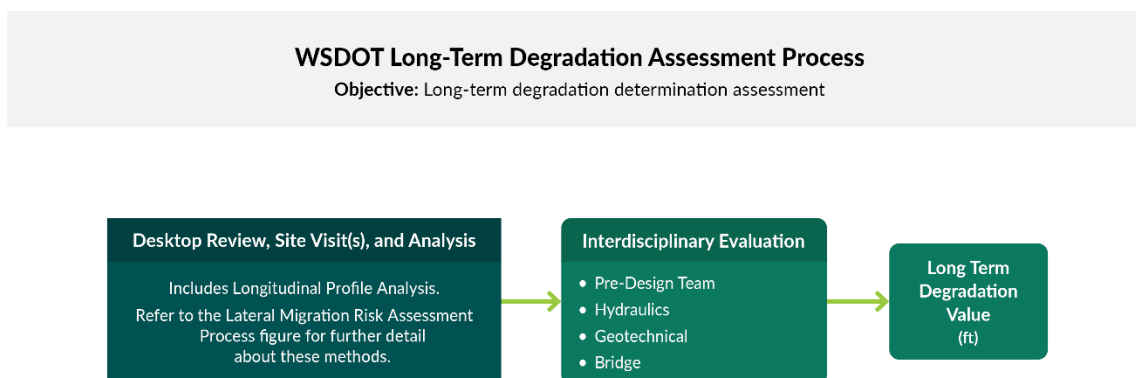 WSDOT Long-Term Degradation Assessment Process
Objective: Long-term degradation determination assessment
Desktop Review, Site Visit(s), and Analysis
Includes Longitudinal Profile Analysis.
Refer to the Lateral Migration Risk Assessment
Process figure for further detail
about these methods.
Interdisciplinary Evaluation
• Pre-Design Team
• Hydraulics
• Geotechnical
• Bridge
Long Term
Degradation
Value
(ft)